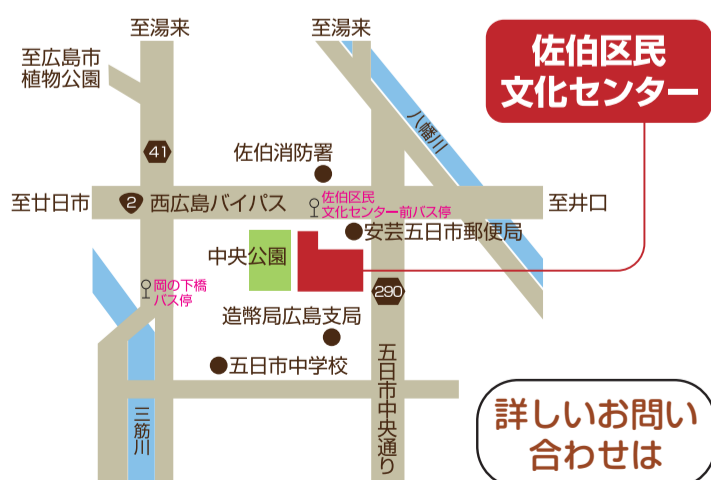 至湯来
至湯来
至広島市
植物公園
佐伯区民
文化センター
八幡川
41
佐伯消防署
至廿日市
2
西広島バイパス
佐伯区民
文化センター前バス停
至井口
安芸五日市郵便局
中央公園
岡の下橋
バス停
290
造幣局広島支局
五日市中学校
五日市中央通り
三筋川
詳しいお問い
合わせは